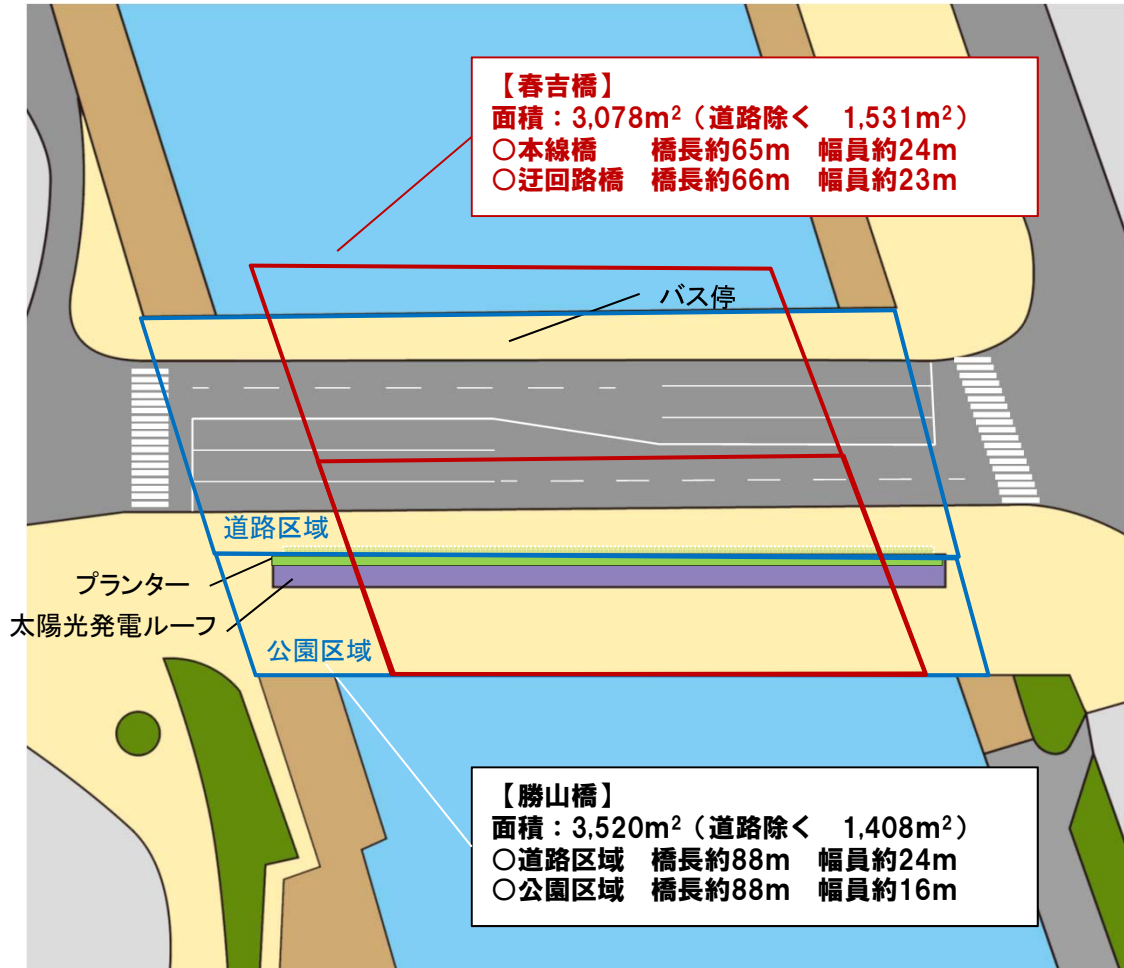 【春吉橋】
面積：3,078m²（道路除く　1,531m²）
○本線橋　　橋長約65m　幅員約24m
○迂回路橋　橋長約66m　幅員約23m
バス停
道路区域
プランター
太陽光発電ルーフ
公園区域
【勝山橋】
面積：3,520m²（道路除く　1,408m²）
○道路区域　橋長約88m　幅員約24m
○公園区域　橋長約88m　幅員約16m